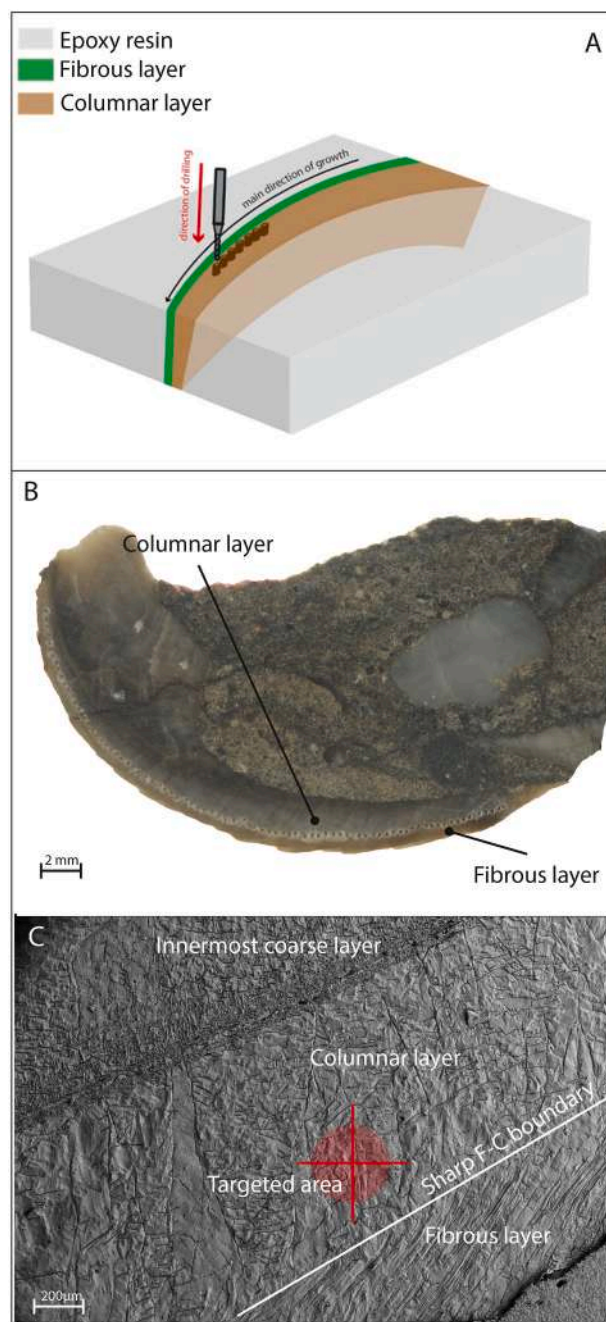 A
Epoxy resin
Fibrous layer
Columnar layer
direction of drilling
main direction of growth
B
Columnar layer
2 mm
Fibrous layer
C
Innermost coarse layer
Columnar layer
Sharp F-C boundary
Targeted area
Fibrous layer
200µm